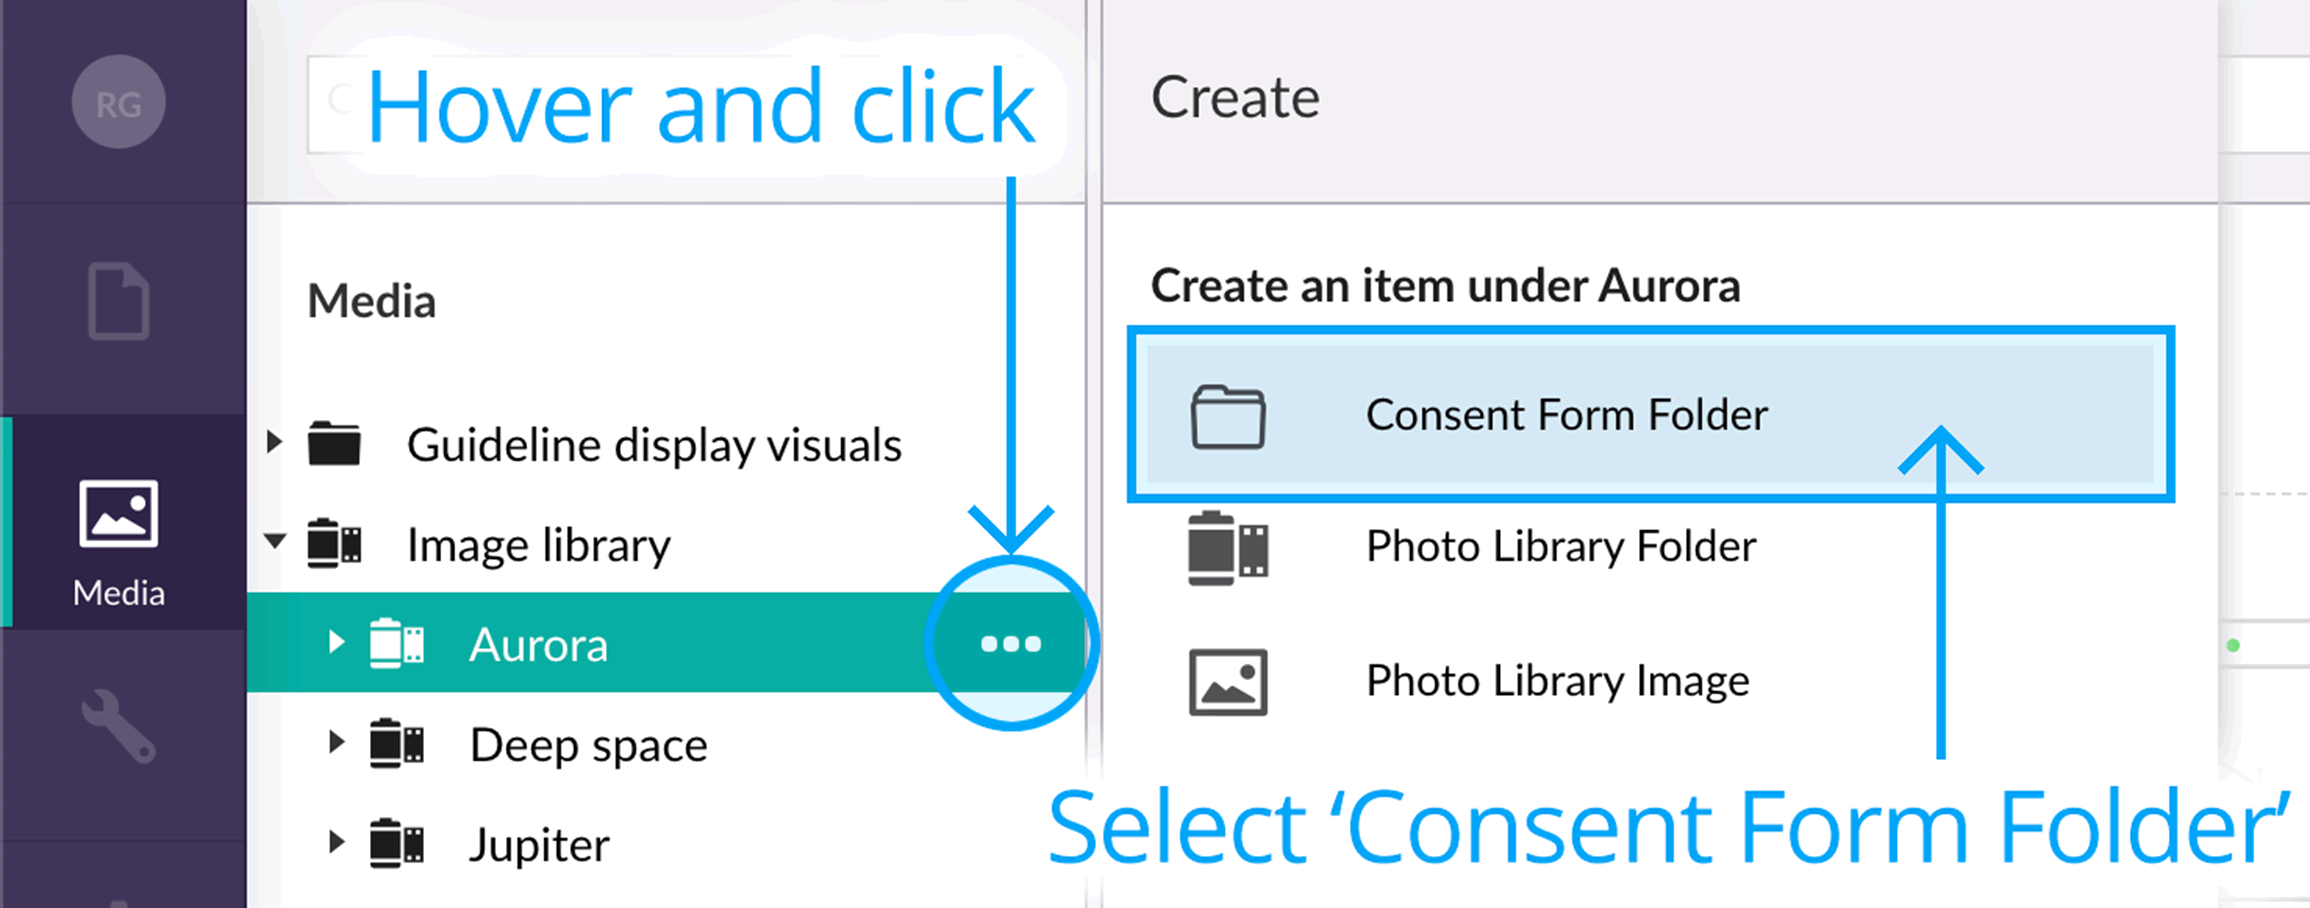 RG
Hover and click
Create
Media
Create an item under Aurora
Guideline display visuals
Consent Form Folder
Image library
Photo Library Folder
Media
Aurora
•••
Photo Library Image
Deep space
Select ‘Consent Form Folder’
Jupiter